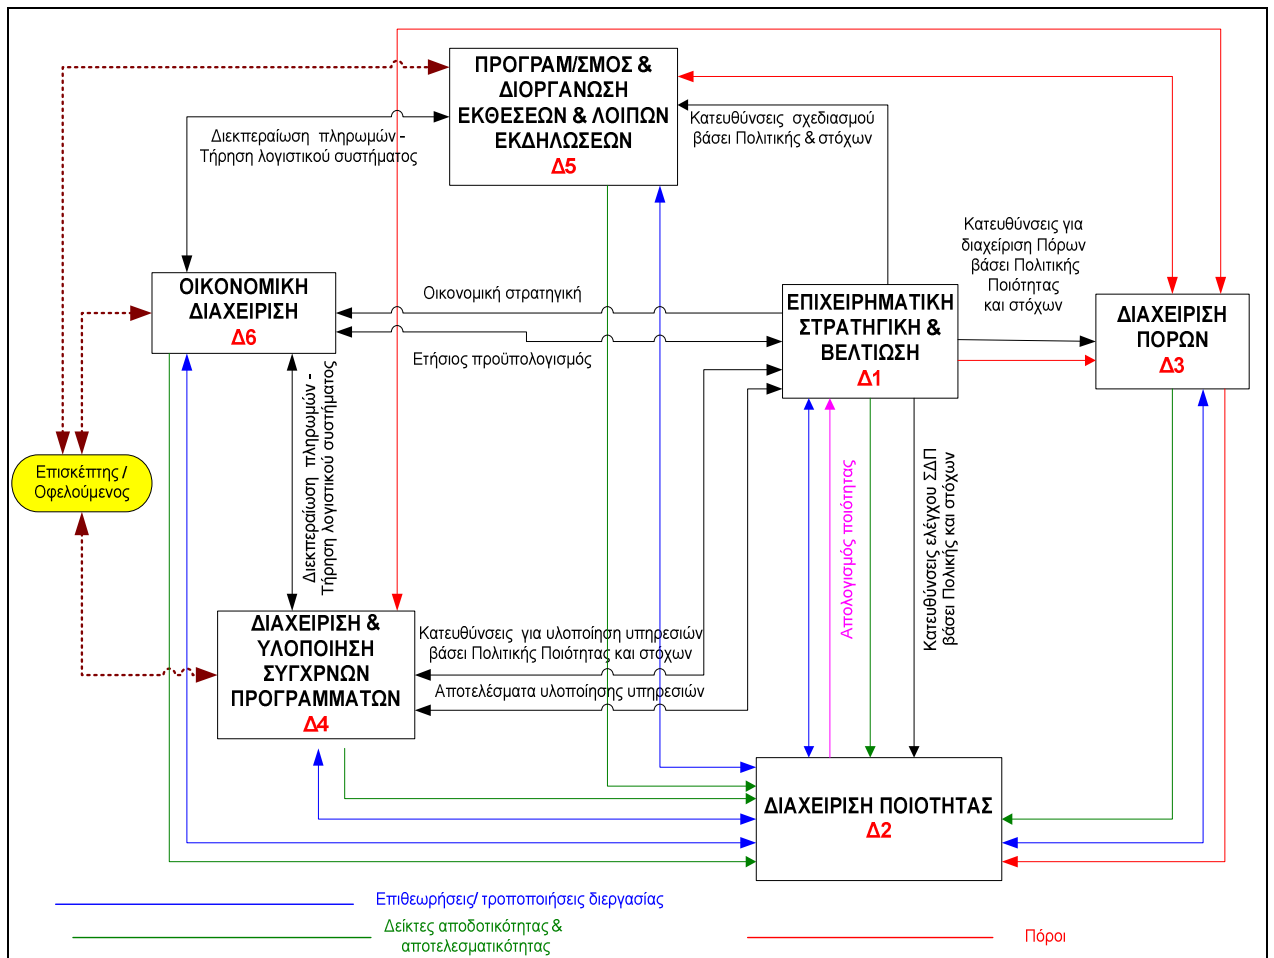 ΠΡΟΓΡΑΜ/ΣΜΟΣ &
ΔΙΟΡΓΑΝΩΣΗ
ΕΚΘΕΣΕΩΝ & ΛΟΙΠΩΝ
ΕΚΔΗΛΩΣΕΩΝ
Δ5
Κατευθύνσεις σχεδιασμού
βάσει Πολιτικής & στόχων
Διεκπεραίωση πληρωμών -
Τήρηση λογιστικού συστήματος
Κατευθύνσεις για
διαχείριση Πόρων
βάσει Πολιτικής
Ποιότητας
και στόχων
ΟΙΚΟΝΟΜΙΚΗ
ΔΙΑΧΕΙΡΙΣΗ
Δ6
Οικονομική στρατηγική
Ετήσιος προϋπολογισμός
ΕΠΙΧΕΙΡΗΜΑΤΙΚΗ
ΣΤΡΑΤΗΓΙΚΗ &
ΒΕΛΤΙΩΣΗ
Δ1
ΔΙΑΧΕΙΡΙΣΗ
ΠΟΡΩΝ
Δ3
Επισκέπτης /
Οφελούμενος
Διεκπεραίωση πληρωμών -
Τήρηση λογιστικού συστήματος
Απολογισμός ποιότητας
Κατευθύνσεις ελέγχου ΣΔΠ
βάσει Πολικής και στόχων
ΔΙΑΧΕΙΡΙΣΗ &
ΥΛΟΠΟΙΗΣΗ
ΣΥΓΧΡΝΩΝ
ΠΡΟΓΡΑΜΜΑΤΩΝ
Δ4
Κατευθύνσεις για υλοποίηση υπηρεσιών
βάσει Πολιτικής Ποιότητας και στόχων
Αποτελέσματα υλοποίησης υπηρεσιών
ΔΙΑΧΕΙΡΙΣΗ ΠΟΙΟΤΗΤΑΣ
Δ2
Επιθεωρήσεις/ τροποποιήσεις διεργασίας
Δείκτες αποδοτικότητας &
αποτελεσματικότητας
Πόροι